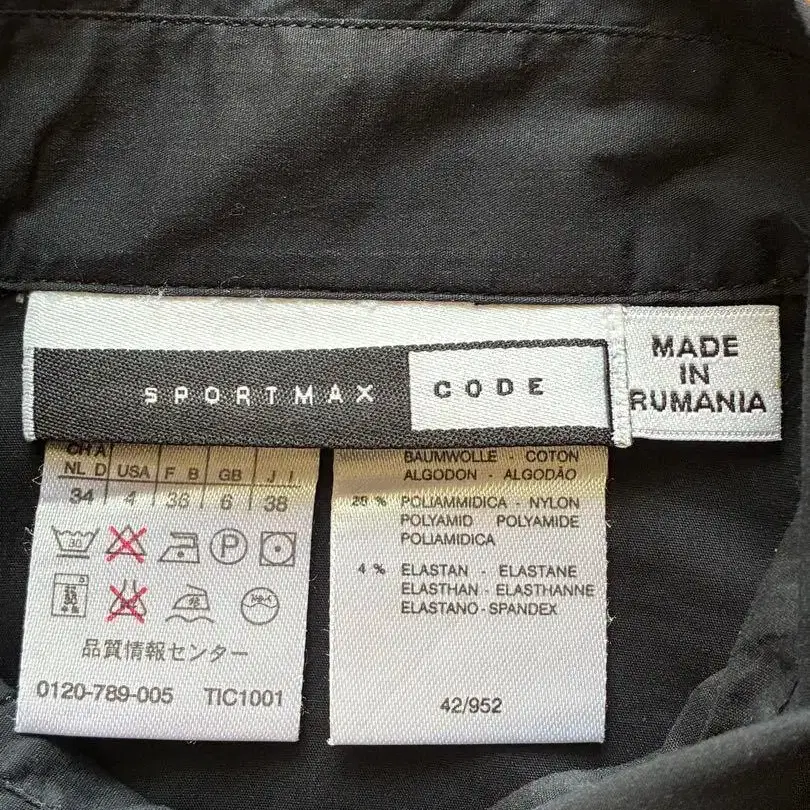 SPORTMAX CODE
MADE
IN
RUMANIA
CH A
NL D USA F B GB J I
34 4 36 6 38
30 P
品質情報センター
0120-789-005 TIC1001
BAUMWOLLE - COTON
ALGODON - ALGODÃO
% POLIAMMIDICA - NYLON
POLYAMID POLYAMIDE
POLIAMIDICA
4 % ELASTAN - ELASTANE
ELASTHAN - ELASTHANNE
ELASTANO - SPANDEX
42/952